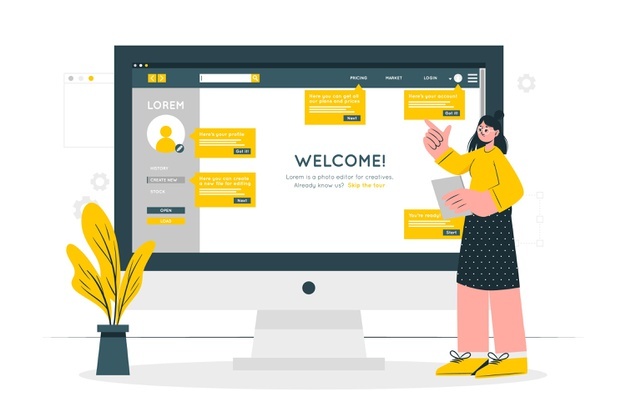 PRICING
MARKET
LOGIN
LOREM
Here you can get all
our plans and prices
Next
Here's your account!
Got it!
Here's your profile
Got it!
WELCOME!
Lorem is a photo editor for creatives.
Already know us? Skip the tour
HISTORY
CREATE NEW
STOCK
Here you can create
a new file for editing
Next
OPEN
LOAD
You're ready!
Start